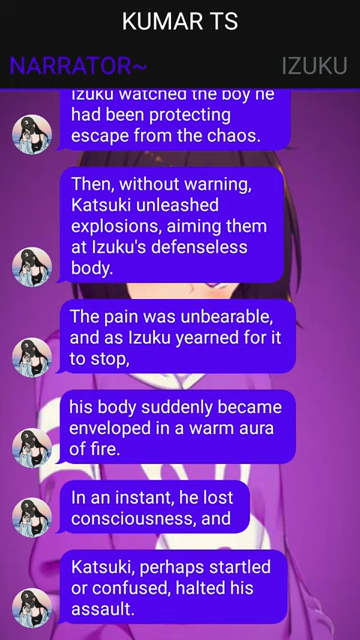 KUMAR TS
NARRATOR~ IZUKU
Izuku watched the boy he
had been protecting
escape from the chaos.
Then, without warning,
Katsuki unleashed
explosions, aiming them
at Izuku's defenseless
body.
The pain was unbearable,
and as Izuku yearned for it
to stop,
his body suddenly became
enveloped in a warm aura
of fire.
In an instant, he lost
consciousness, and
Katsuki, perhaps startled
or confused, halted his
assault.